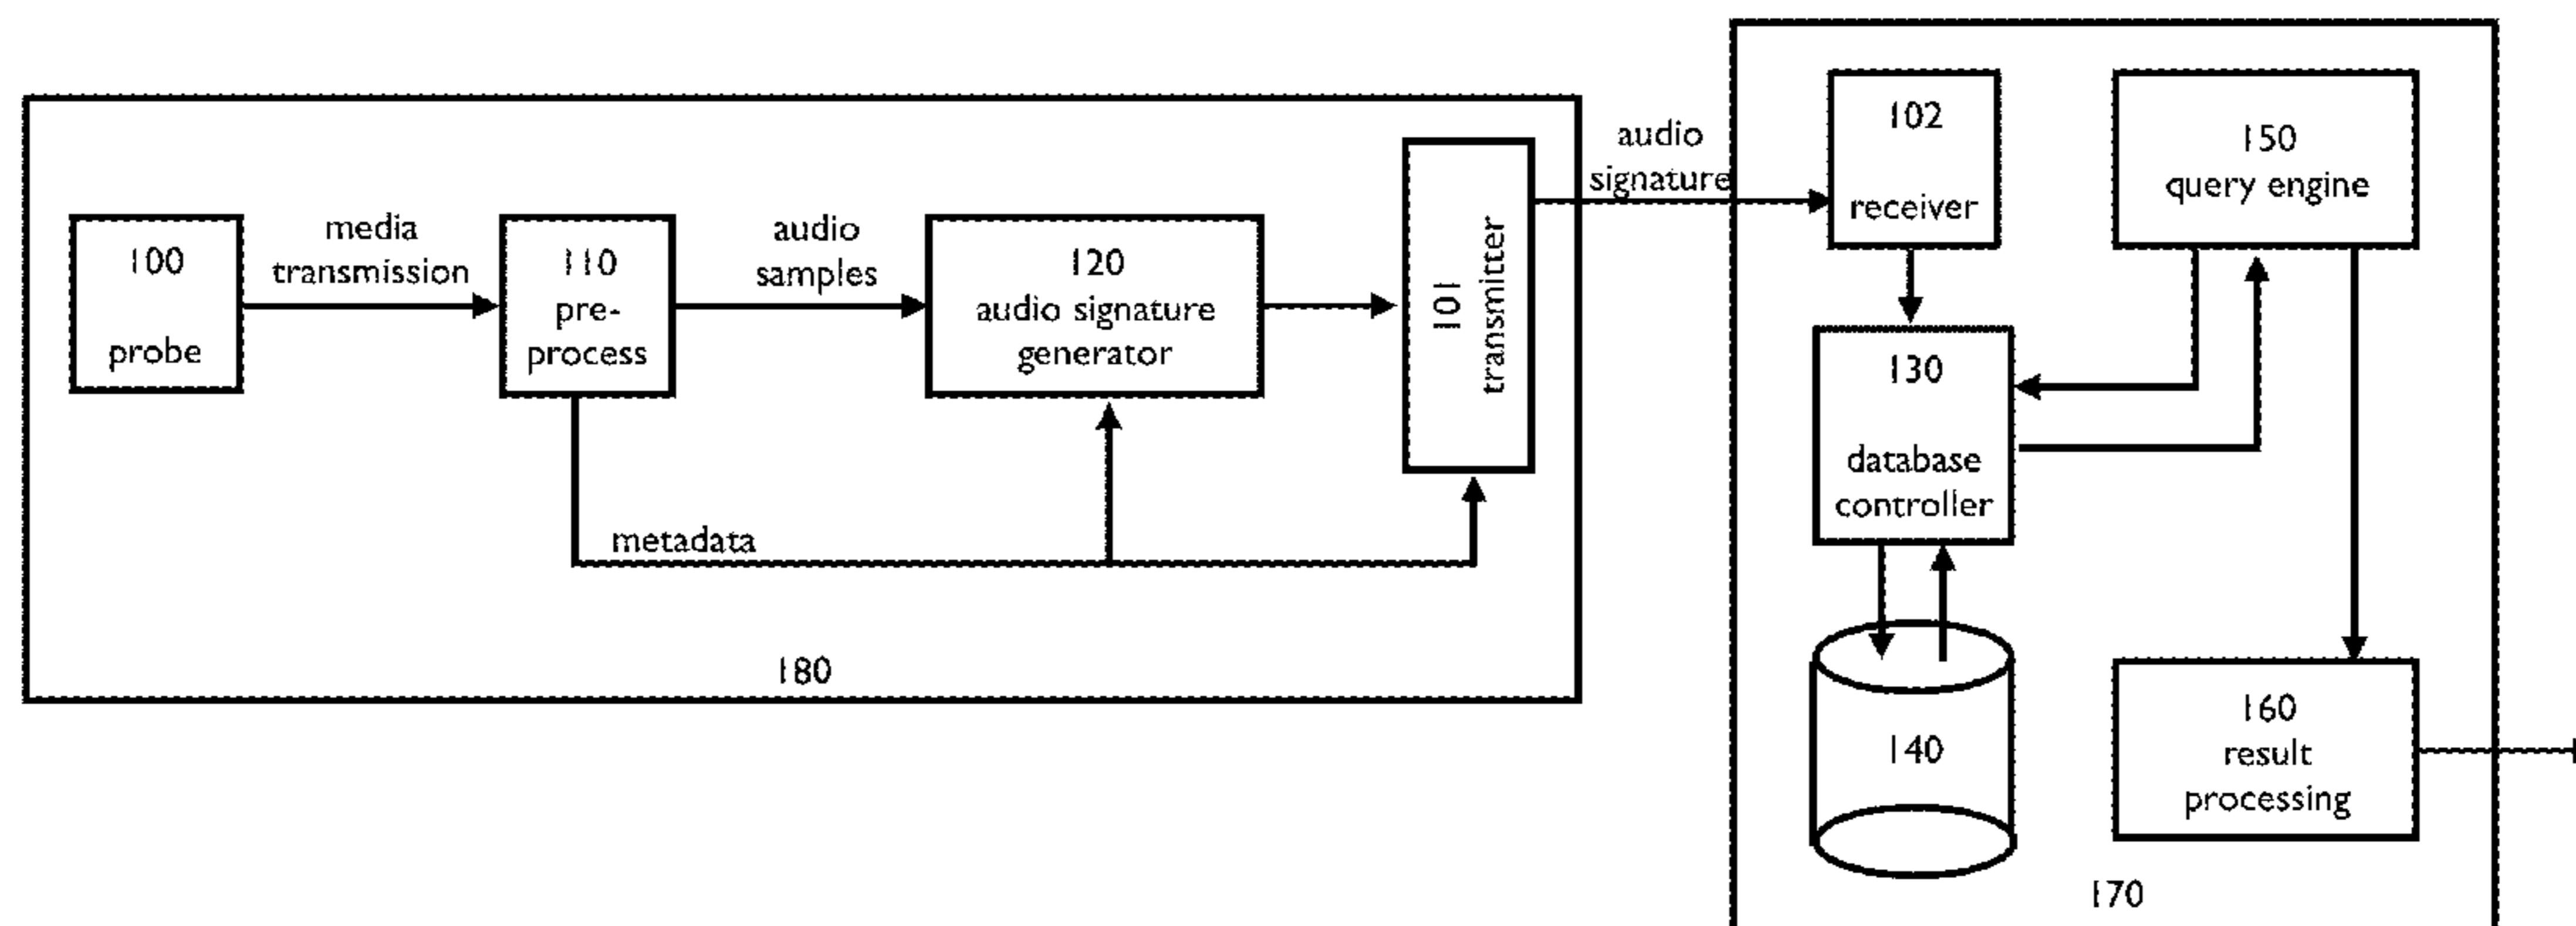 100
probe
media
transmission
110
pre-
process
audio
samples
120
audio signature
generator
101
transmitter
metadata
180
audio
signature
102
receiver
150
query engine
130
database
controller
140
160
result
processing
170